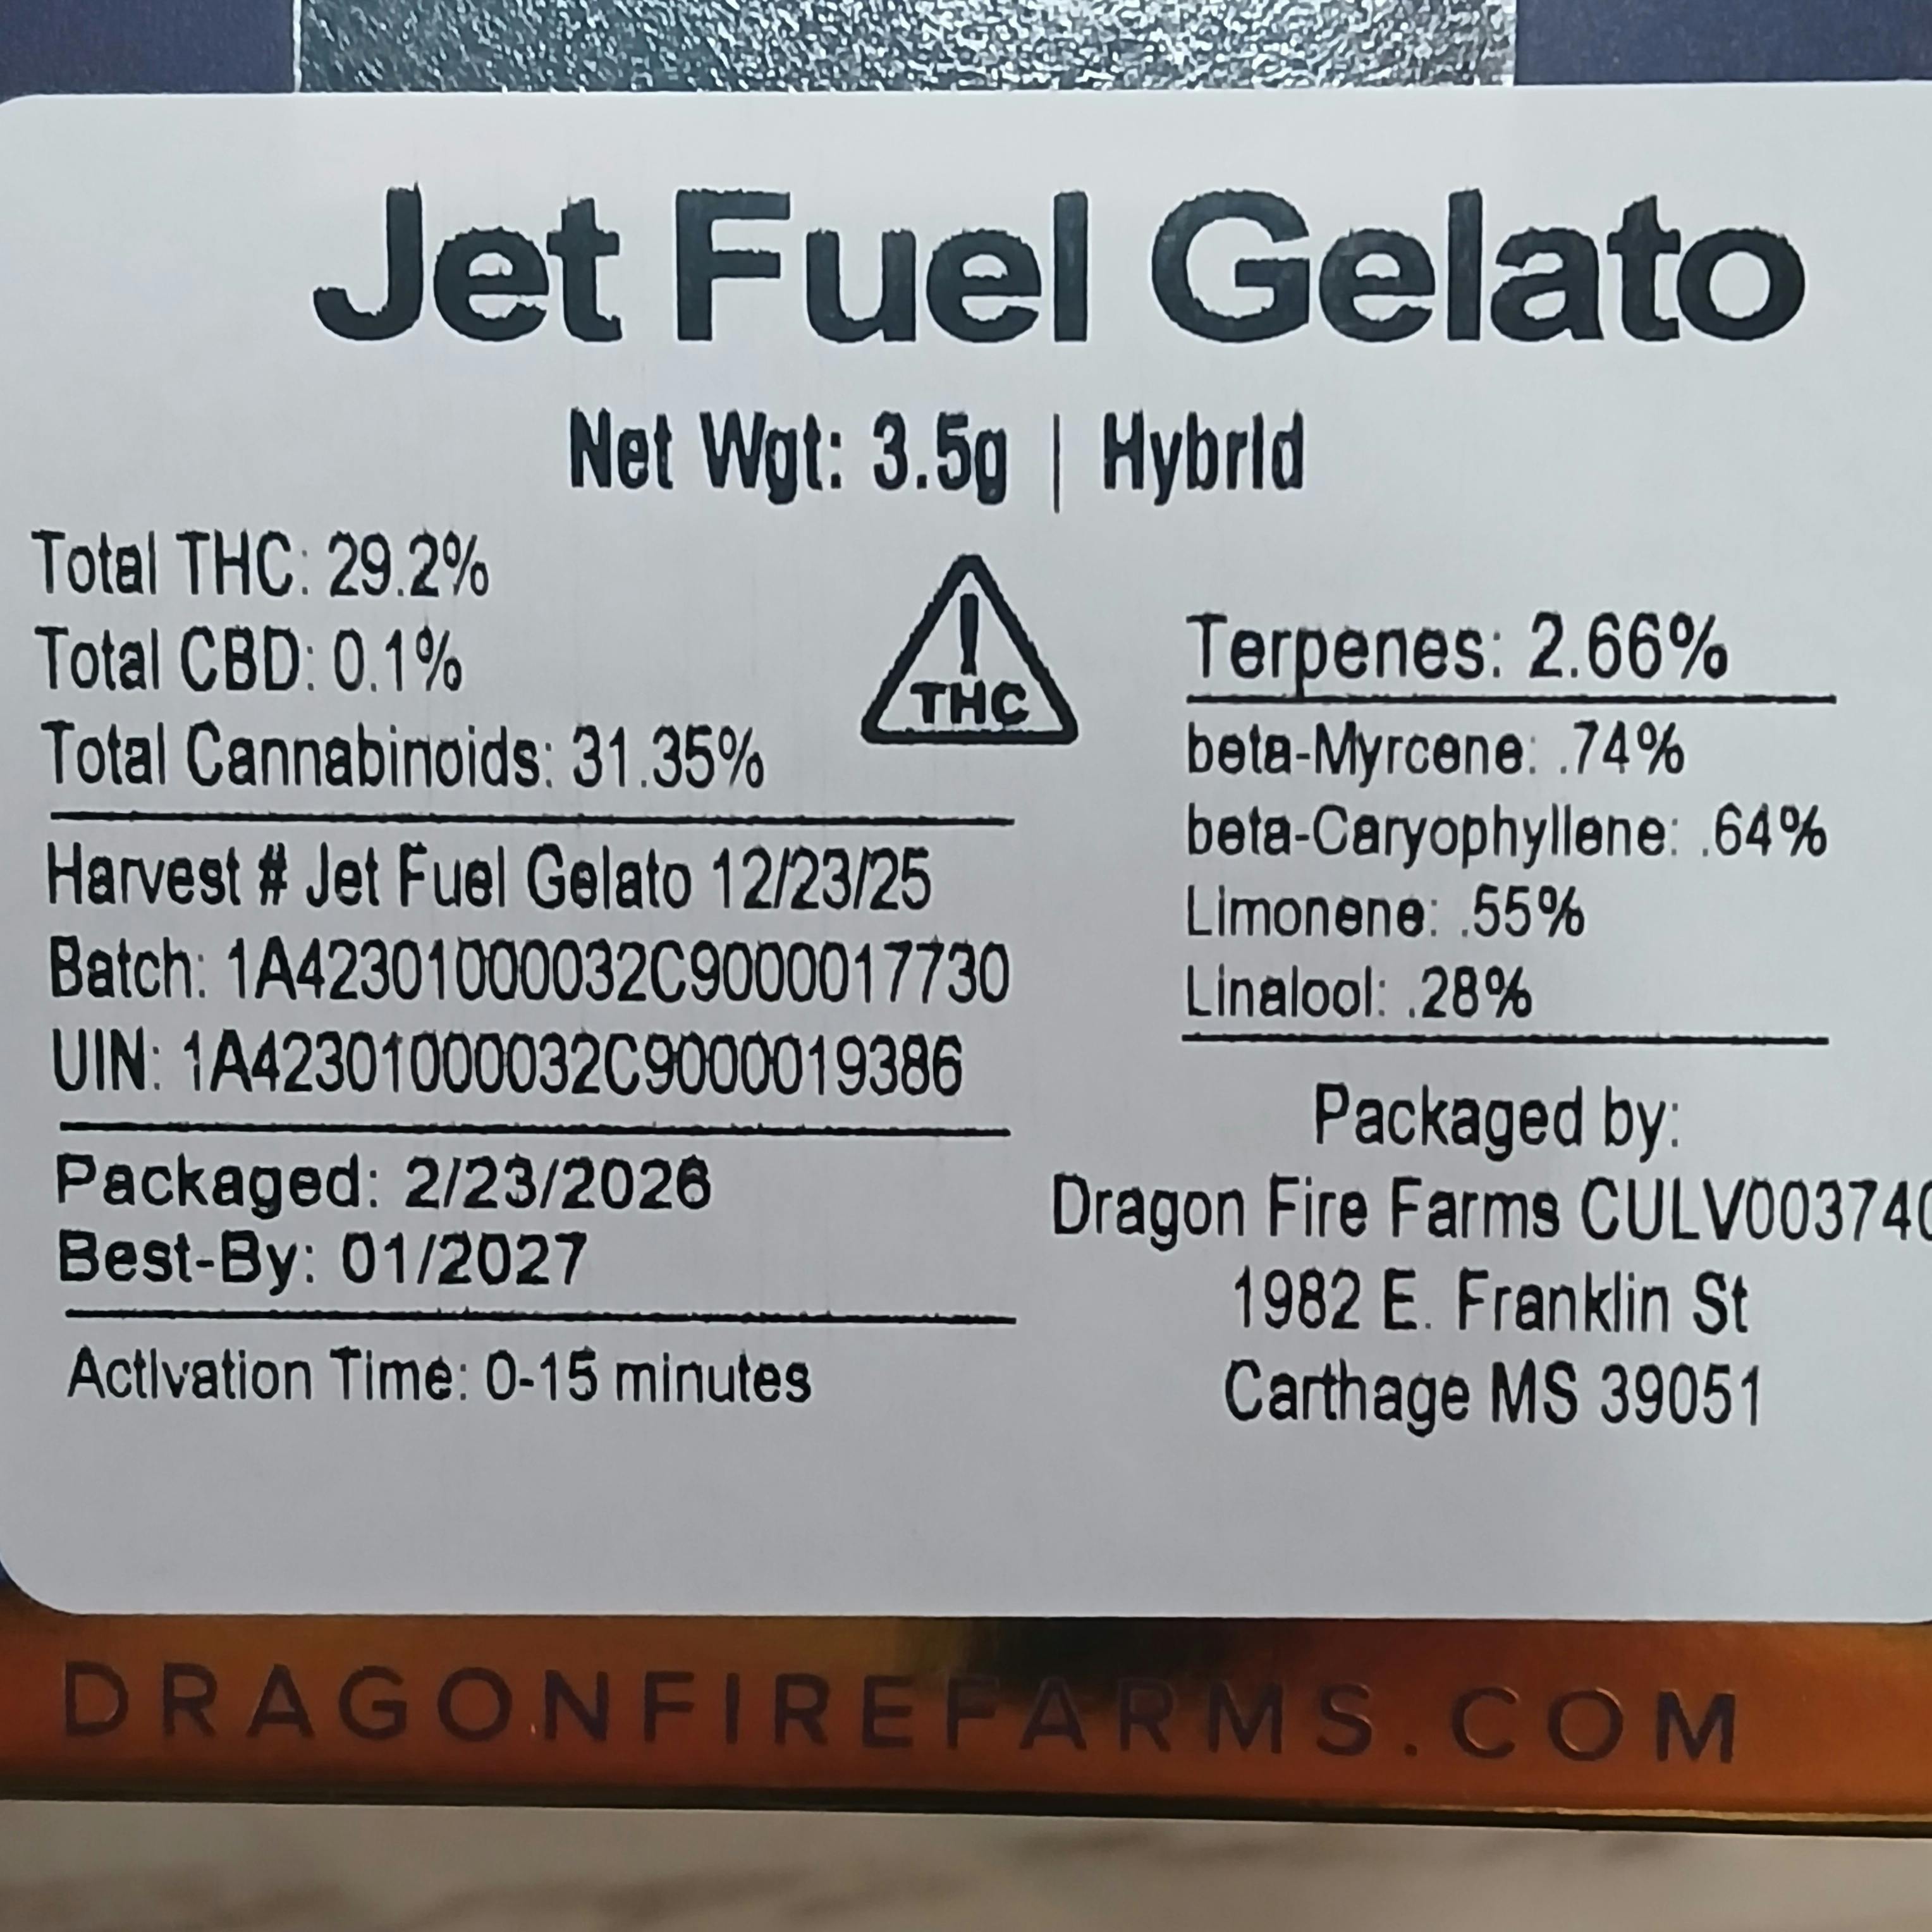 Jet Fuel Gelato
Net Wgt: 3.5g | Hybrid
Total THC: 29.2%
Total CBD: 0.1%
Total Cannabinoids: 31.35%
Harvest # Jet Fuel Gelato 12/23/25
Batch: 1A42301000032C9000017730
UIN: 1A42301000032C9000019386
Packaged: 2/23/2026
Best-By: 01/2027
Activation Time: 0-15 minutes
!
THC
Terpenes: 2.66%
beta-Myrcene: .74%
beta-Caryophyllene: .64%
Limonene: .55%
Linalool: .28%
Packaged by:
Dragon Fire Farms CULV003740
1982 E. Franklin St
Carthage MS 39051
DRAGONFIREFARMS.COM